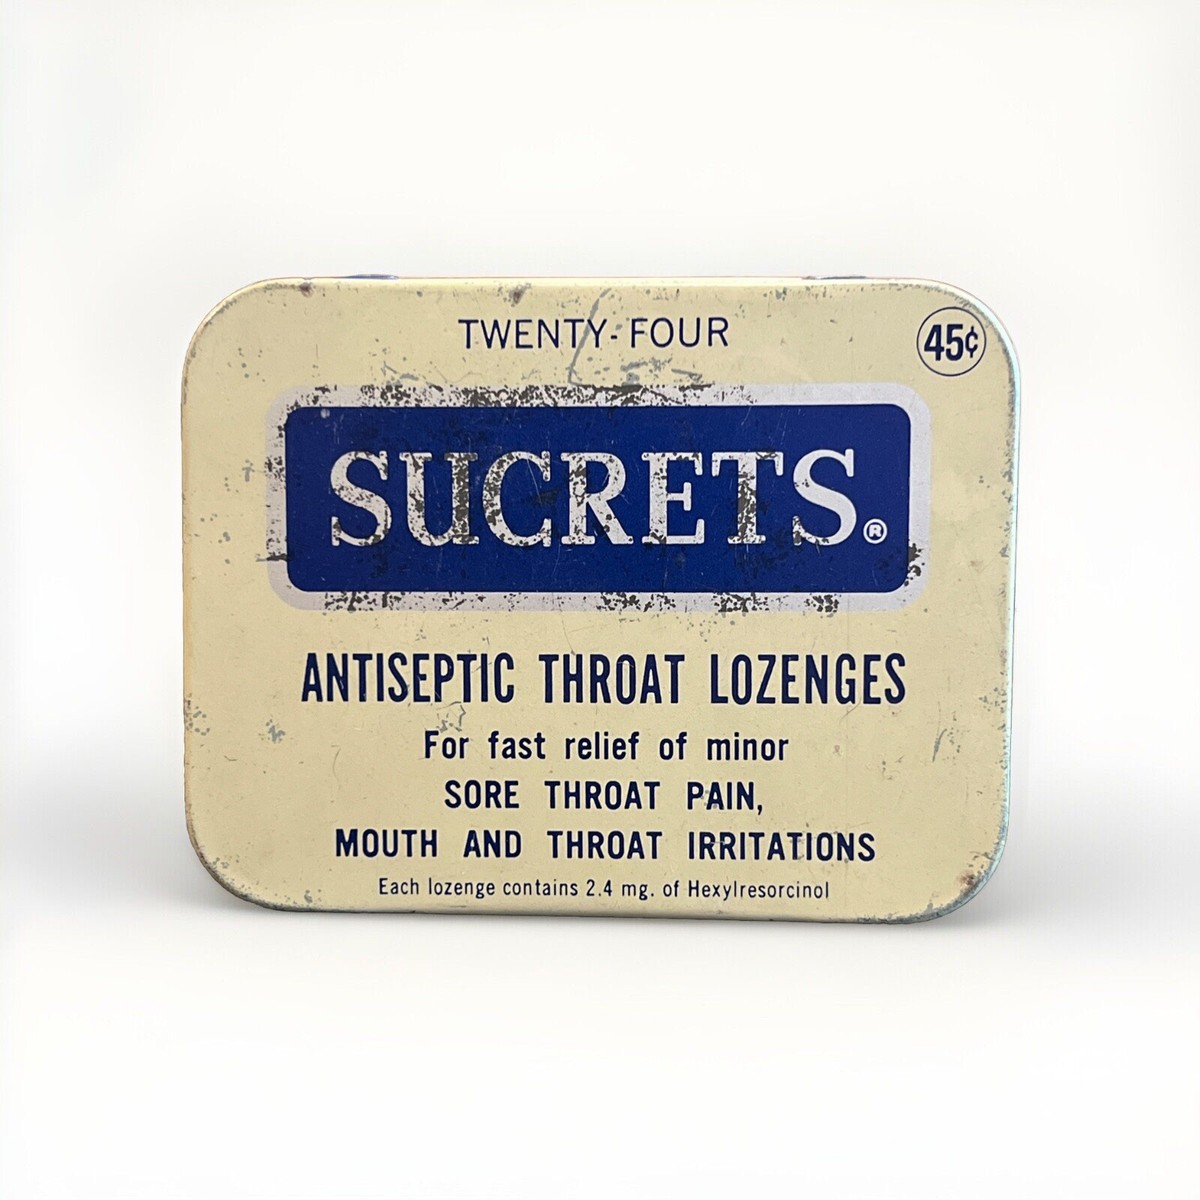 TWENTY-FOUR
45¢
SUCRETS®
ANTISEPTIC THROAT LOZENGES
For fast relief of minor
SORE THROAT PAIN,
MOUTH AND THROAT IRRITATIONS
Each lozenge contains 2.4 mg. of Hexylresorcinol